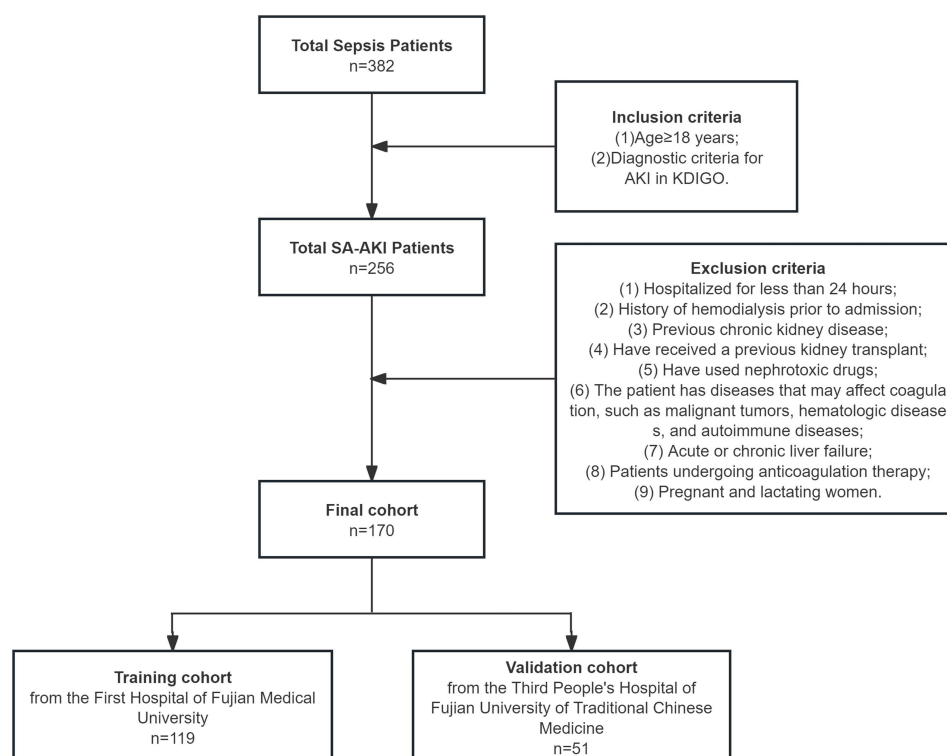 Total Sepsis Patients
n=382
Inclusion criteria
(1)Age≥18 years;
(2)Diagnostic criteria for
AKI in KDIGO.
Total SA-AKI Patients
n=256
Exclusion criteria
(1) Hospitalized for less than 24 hours;
(2) History of hemodialysis prior to admission;
(3) Previous chronic kidney disease;
(4) Have received a previous kidney transplant;
(5) Have used nephrotoxic drugs;
(6) The patient has diseases that may affect coagula
tion, such as malignant tumors, hematologic disease
s, and autoimmune diseases;
(7) Acute or chronic liver failure;
(8) Patients undergoing anticoagulation therapy;
(9) Pregnant and lactating women.
Final cohort
n=170
Training cohort
from the First Hospital of Fujian Medical
University
n=119
Validation cohort
from the Third People's Hospital of
Fujian University of Traditional Chinese
Medicine
n=51